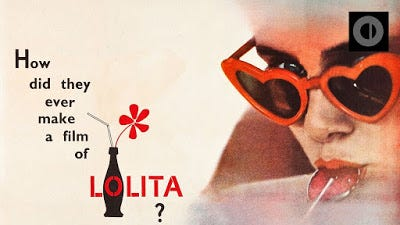 How
did they
ever
make
a film
of
LOLITA
?